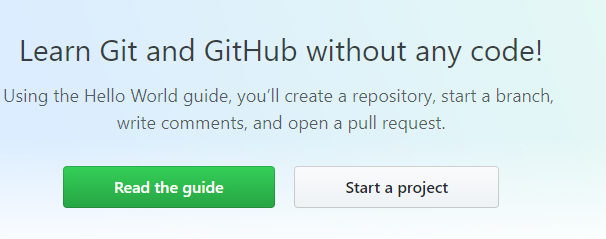 Learn Git and GitHub without any code!
Using the Hello World guide, you’ll create a repository, start a branch,
write comments, and open a pull request.
Read the guide
Start a project